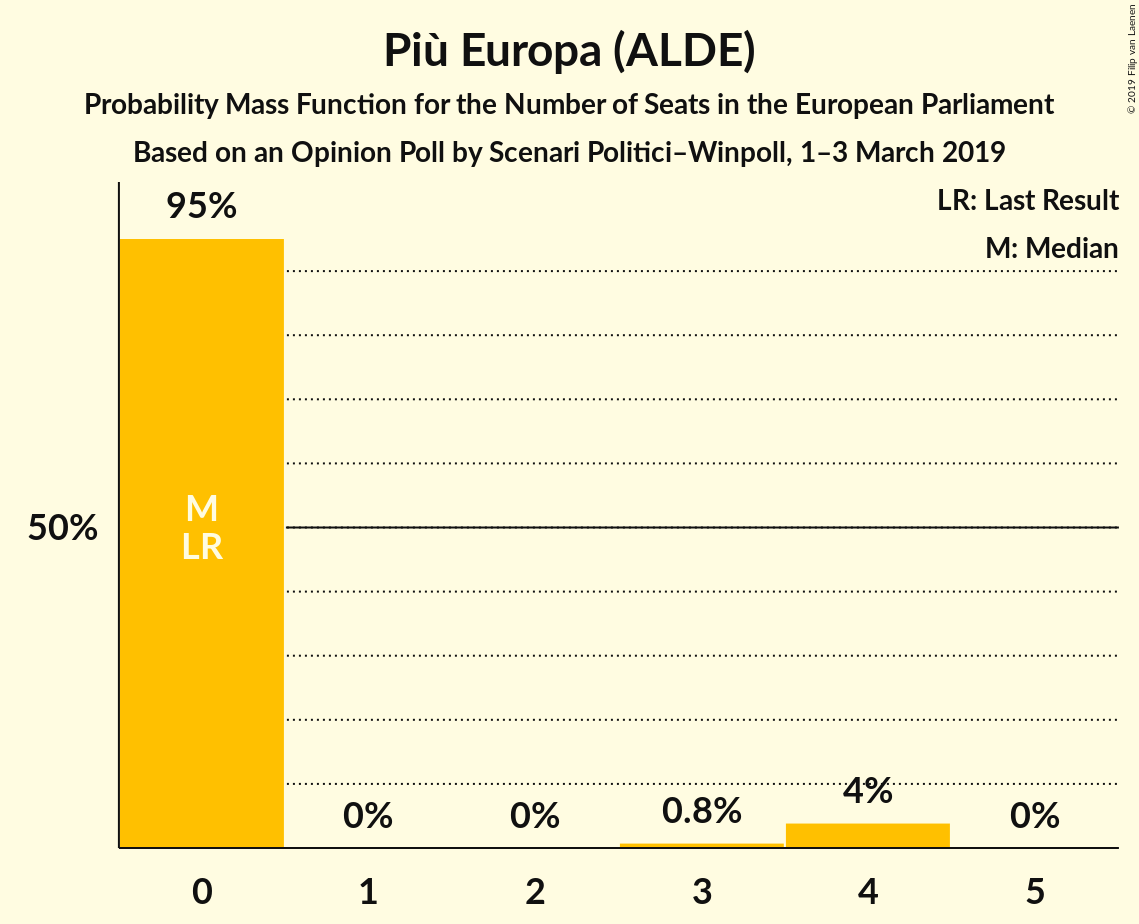 Più Europa (ALDE)
Probability Mass Function for the Number of Seats in the European Parliament
Based on an Opinion Poll by Scenari Politici–Winpoll, 1–3 March 2019
© 2019 Filip van Laenen
LR: Last Result
M: Median
95%
M
LR
50%
0%
0%
0.8%
4%
0%
0
1
2
3
4
5